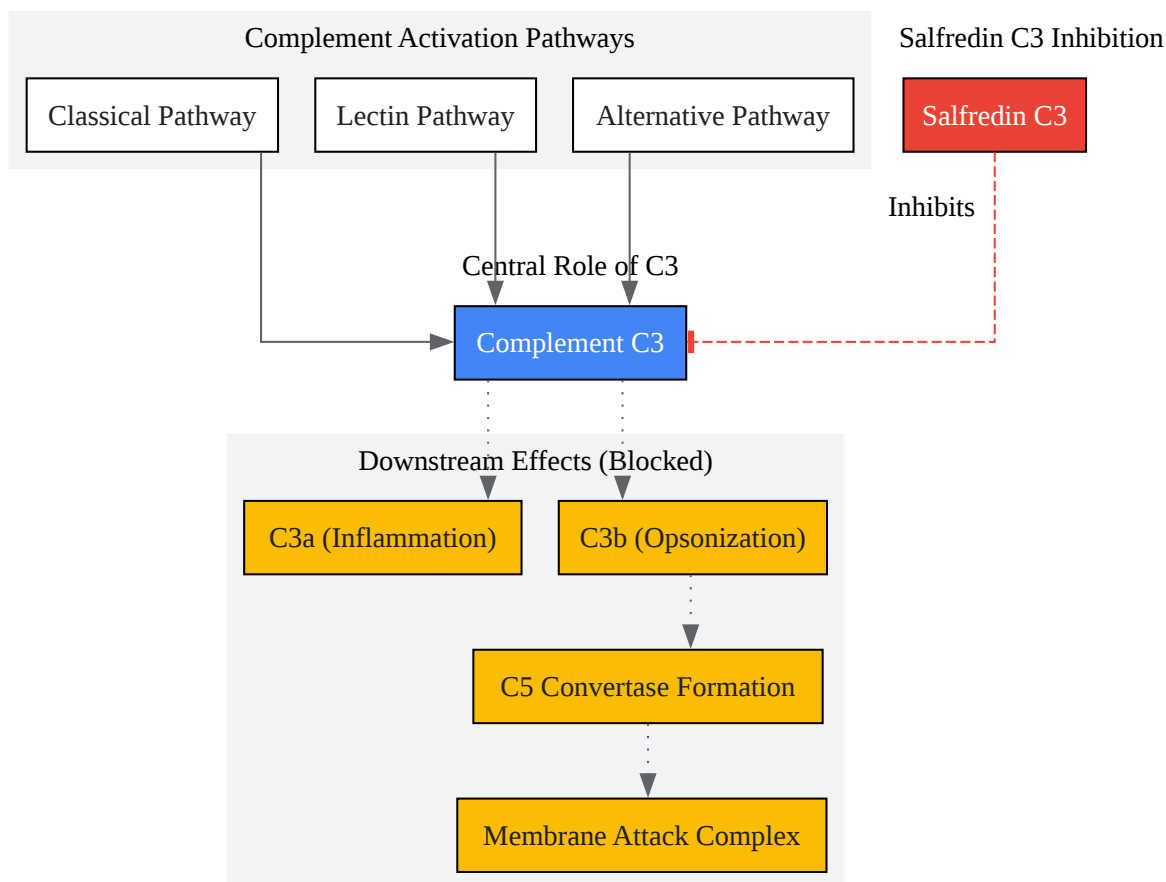 Complement Activation Pathways
Salfredin C3 Inhibition
Classical Pathway
Lectin Pathway
Alternative Pathway
Salfredin C3
Inhibits
Central Role of C3
Complement C3
Downstream Effects (Blocked)
C3a (Inflammation)
C3b (Opsonization)
C5 Convertase Formation
Membrane Attack Complex